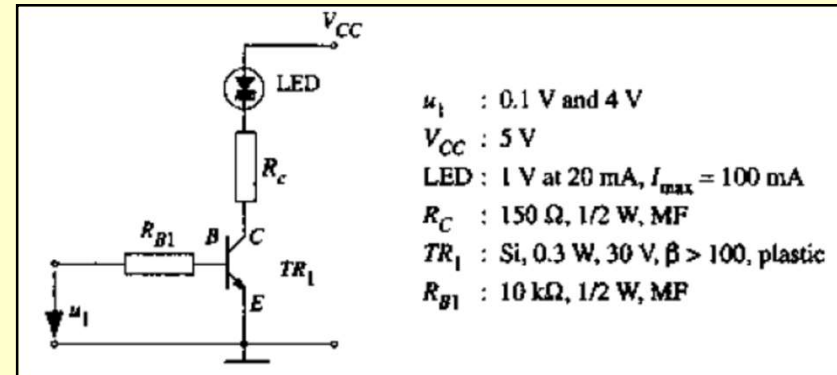 V_CC
LED
R_c
R_B1
B
C
TR_1
E
u_1
u_1 : 0.1 V and 4 V
V_CC : 5 V
LED : 1 V at 20 mA, I_max = 100 mA
R_C : 150 Ω, 1/2 W, MF
TR_1 : Si, 0.3 W, 30 V, β > 100, plastic
R_B1 : 10 kΩ, 1/2 W, MF